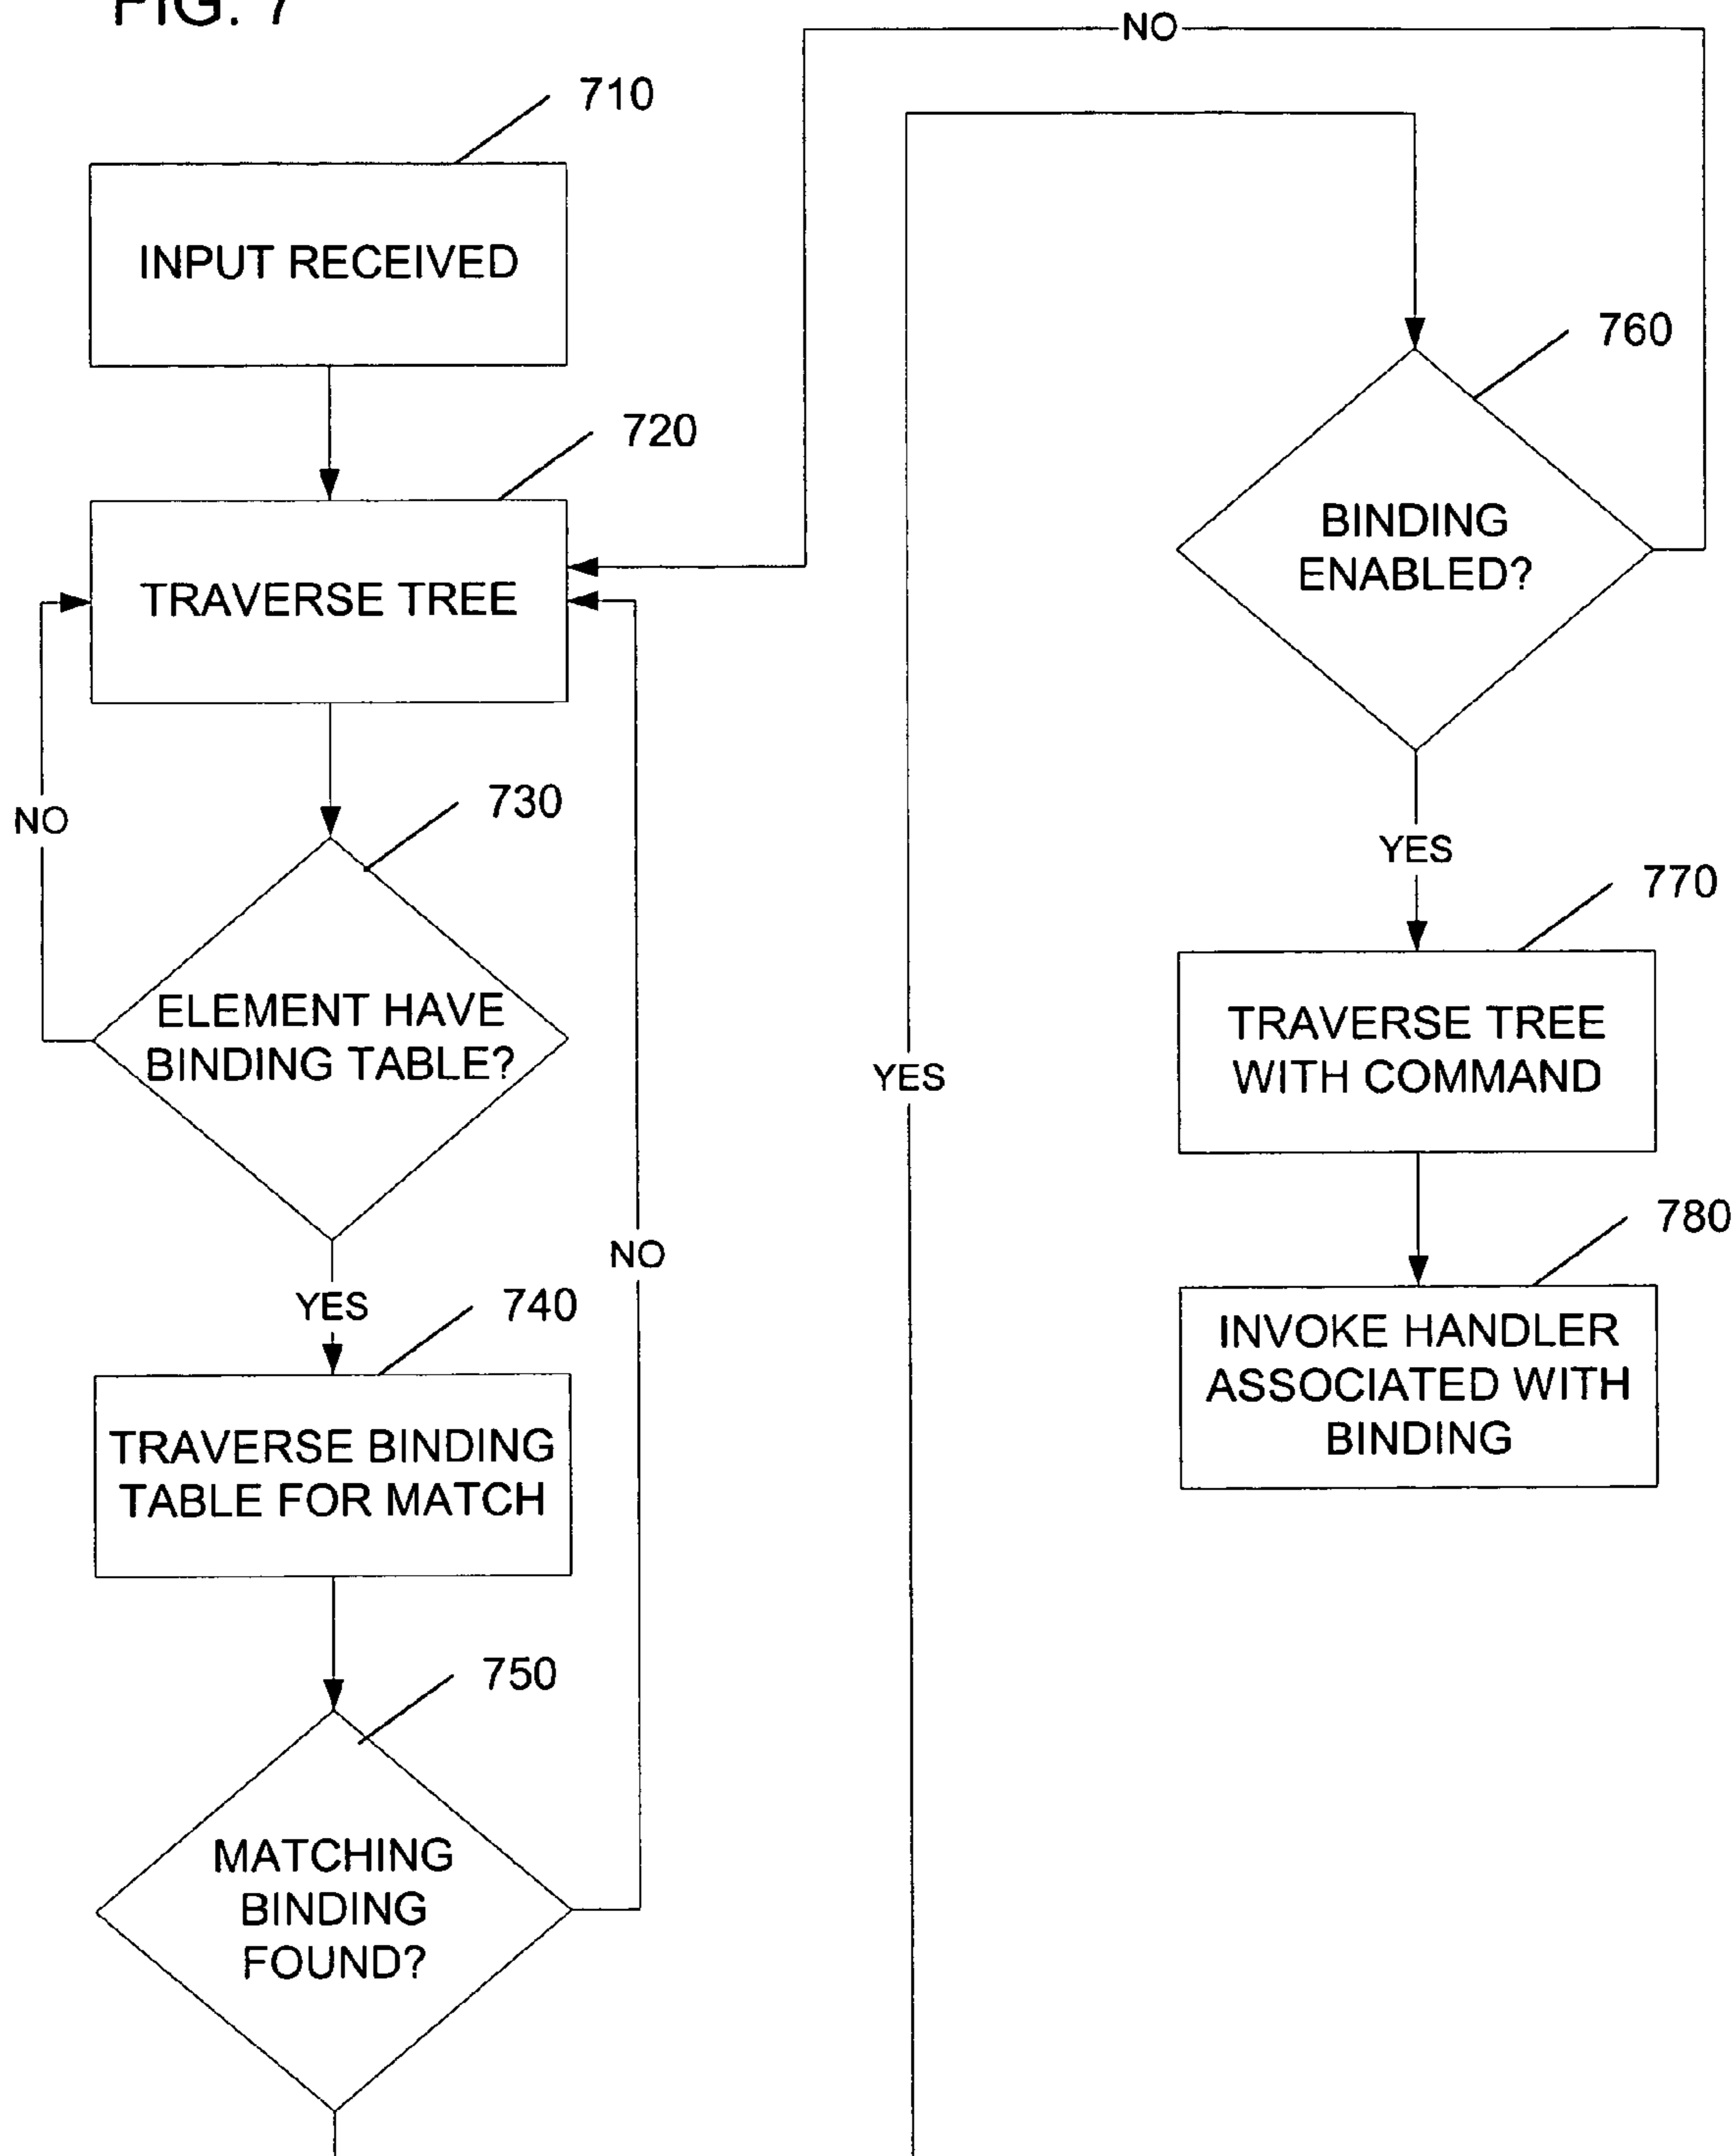 FIG. 7
710
INPUT RECEIVED
720
TRAVERSE TREE
NO
730
ELEMENT HAVE
BINDING TABLE?
YES
740
TRAVERSE BINDING
TABLE FOR MATCH
750
MATCHING
BINDING
FOUND?
NO
YES
NO
760
BINDING
ENABLED?
YES
770
TRAVERSE TREE
WITH COMMAND
780
INVOKE HANDLER
ASSOCIATED WITH
BINDING